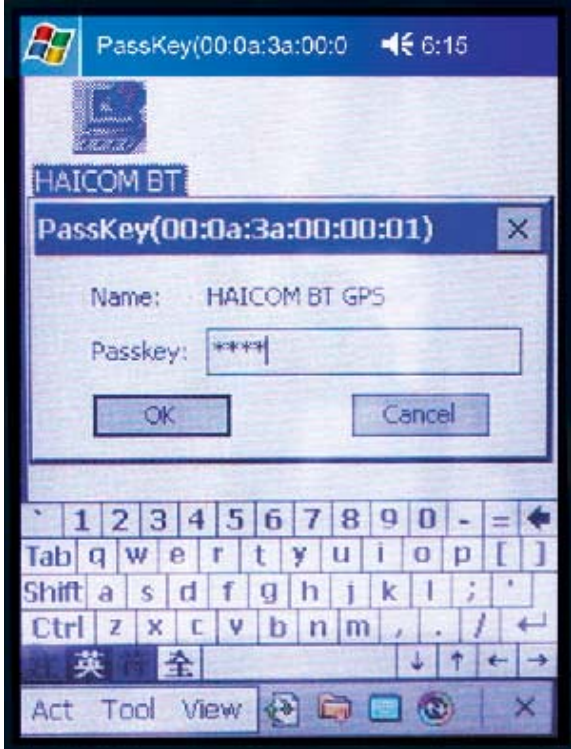 PassKey(00:0a:3a:00:0 6:15
HAICOM BT
PassKey(00:0a:3a:00:00:01)
Name: HAICOM BT GPS
Passkey: ****
OK Cancel
` 1 2 3 4 5 6 7 8 9 0 - =
Tab q w e r t y u i o p [ ]
Shift a s d f g h j k l ; '
Ctrl z x c v b n m , . /
英 全 ↓ ↑ ← →
Act Tool View